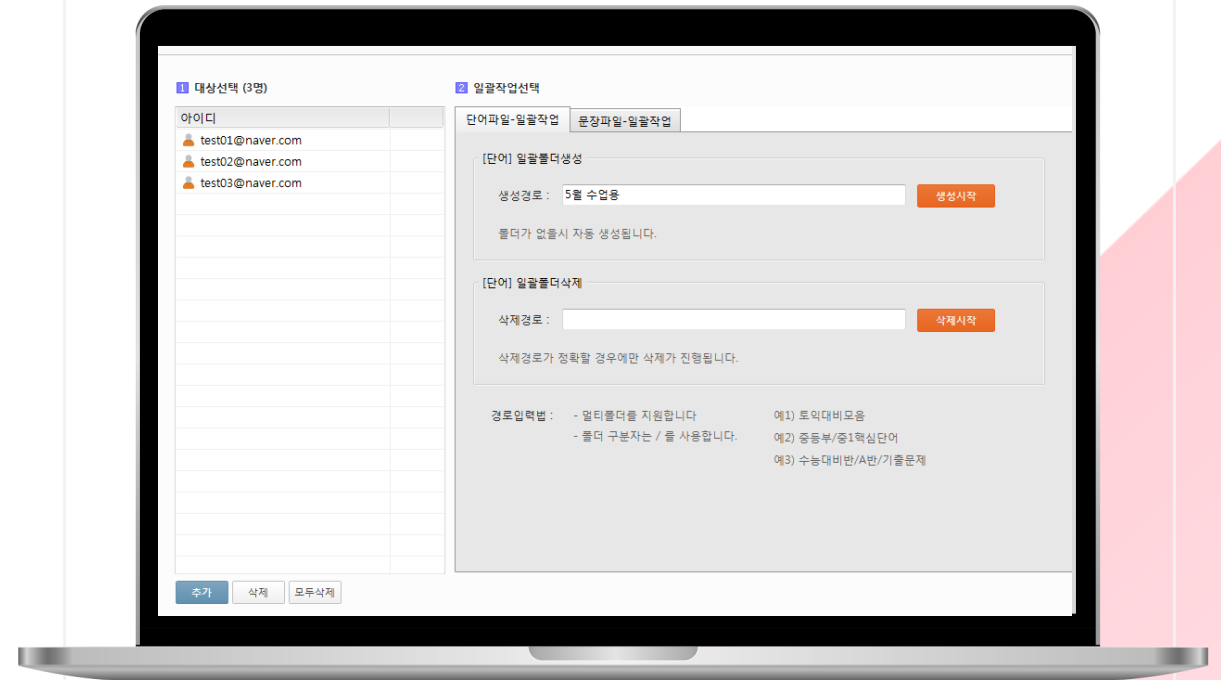 1 대상선택 (3명)
아이디
test01@naver.com
test02@naver.com
test03@naver.com
추가 삭제 모두삭제
2 일괄작업선택
단어파일-일괄작업 문장파일-일괄작업
[단어] 일괄폴더생성
생성경로 : 5월 수업용 생성시작
폴더가 없을시 자동 생성됩니다.
[단어] 일괄폴더삭제
삭제경로 : 삭제시작
삭제경로가 정확할 경우에만 삭제가 진행됩니다.
경로입력법 : - 멀티폴더를 지원합니다
- 폴더 구분자는 / 를 사용합니다.
예1) 토익대비모음
예2) 중등부/중1핵심단어
예3) 수능대비반/A반/기출문제